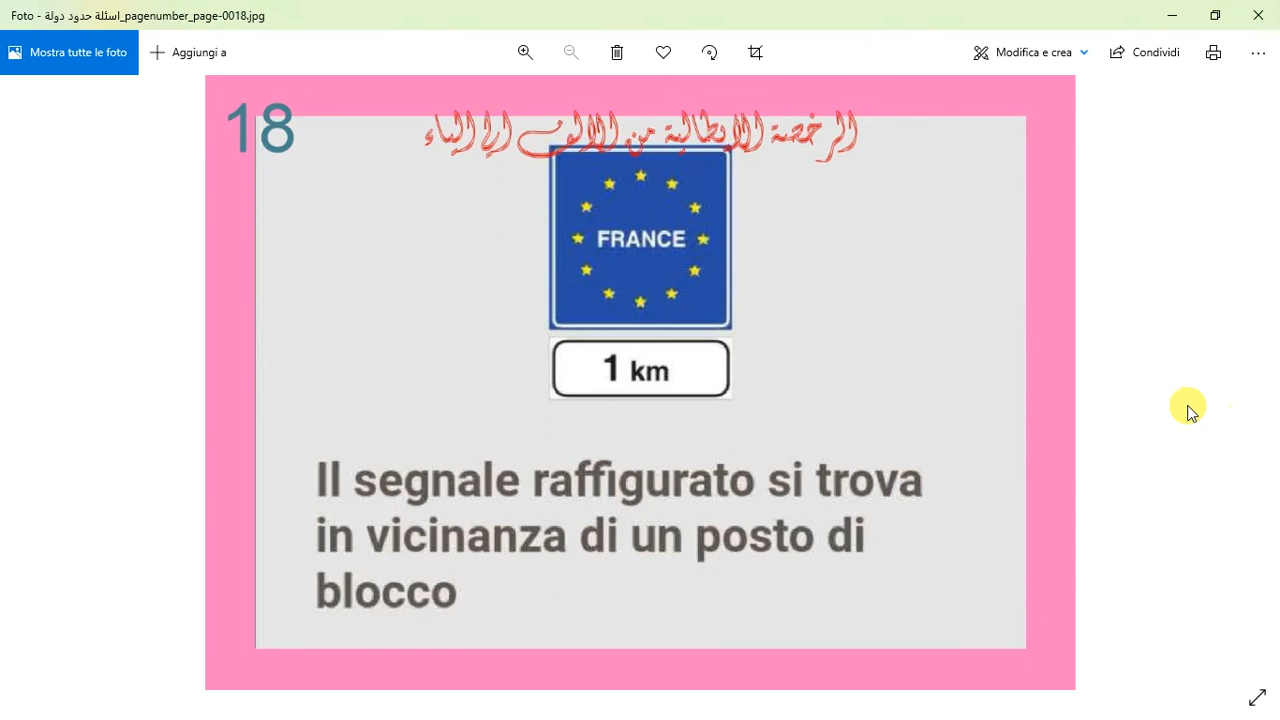 Foto - اسئلة حدود دولة_pagenumber_page-0018.jpg
Mostra tutte le foto
Aggiungi a
Modifica e crea
Condividi
18
الرخصة الايطالية من الالف الى الياء
FRANCE
1 km
Il segnale raffigurato si trova
in vicinanza di un posto di
blocco